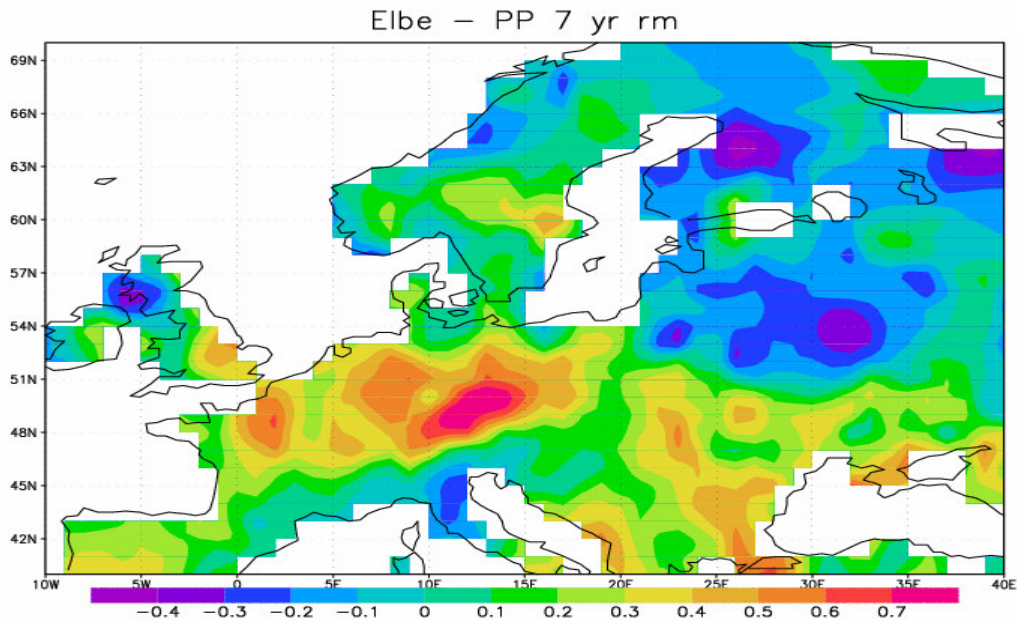 Elbe – PP 7 yr rm
69N
66N
63N
60N
57N
54N
51N
48N
45N
42N
10W 5W 0 5E 10E 15E 20E 25E 30E 35E 40E
−0.4 −0.3 −0.2 −0.1 0 0.1 0.2 0.3 0.4 0.5 0.6 0.7